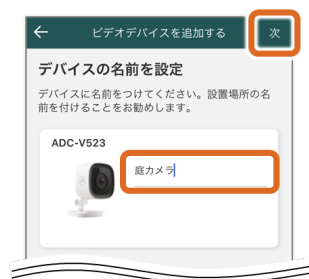 ビデオデバイスを追加する 次
デバイスの名前を設定
デバイスに名前をつけてください。設置場所の名
前を付けることをお勧めします。
ADC-V523
庭カメラ